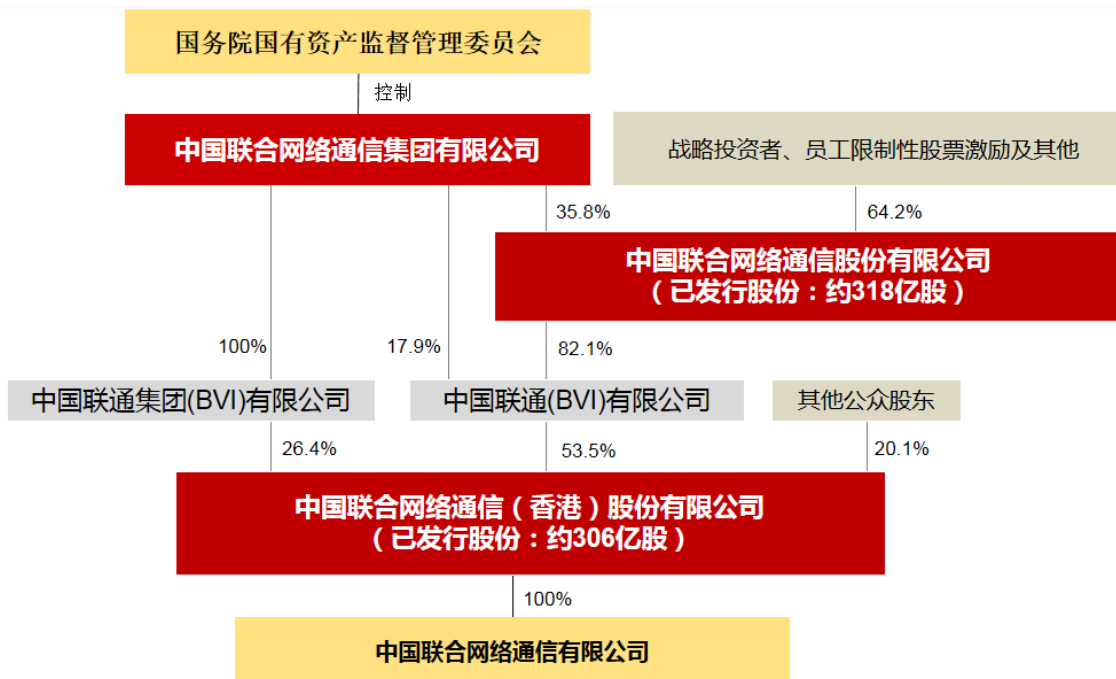 国务院国有资产监督管理委员会
控制
中国联合网络通信集团有限公司
战略投资者、员工限制性股票激励及其他
35.8%
64.2%
中国联合网络通信股份有限公司
（已发行股份：约318亿股）
100%
17.9%
82.1%
中国联通集团(BVI)有限公司
中国联通(BVI)有限公司
其他公众股东
26.4%
53.5%
20.1%
中国联合网络通信（香港）股份有限公司
（已发行股份：约306亿股）
100%
中国联合网络通信有限公司